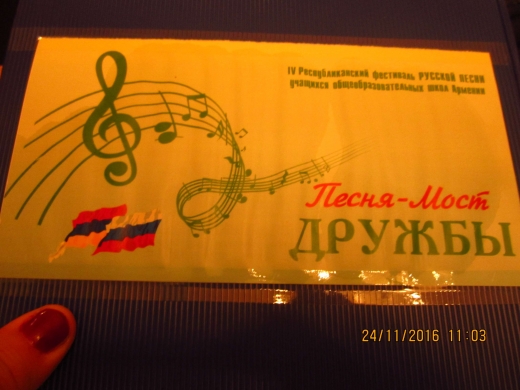 IV Республиканский фестиваль РУССКОЙ ПЕСНИ
учащихся общеобразовательных школ Армении
Песня-Мост
ДРУЖБЫ
24/11/2016 11:03